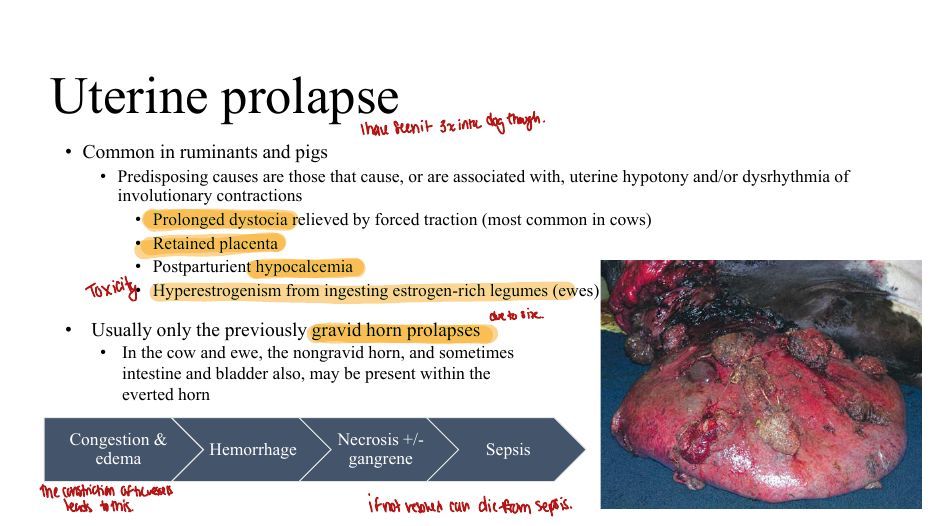 Uterine prolapse
I have seen it 3x in the dog though.
• Common in ruminants and pigs
• Predisposing causes are those that cause, or are associated with, uterine hypotony and/or dysrhythmia of
involutionary contractions
• Prolonged dystocia relieved by forced traction (most common in cows)
• Retained placenta
• Postparturient hypocalcemia
Toxicity
• Hyperestrogenism from ingesting estrogen-rich legumes (ewes)
due to size.
• Usually only the previously gravid horn prolapses
• In the cow and ewe, the nongravid horn, and sometimes
intestine and bladder also, may be present within the
everted horn
Congestion &
edema
Hemorrhage
Necrosis +/-
gangrene
Sepsis
The constriction of the vessels
leads to this.
if not resolved can die from sepsis.